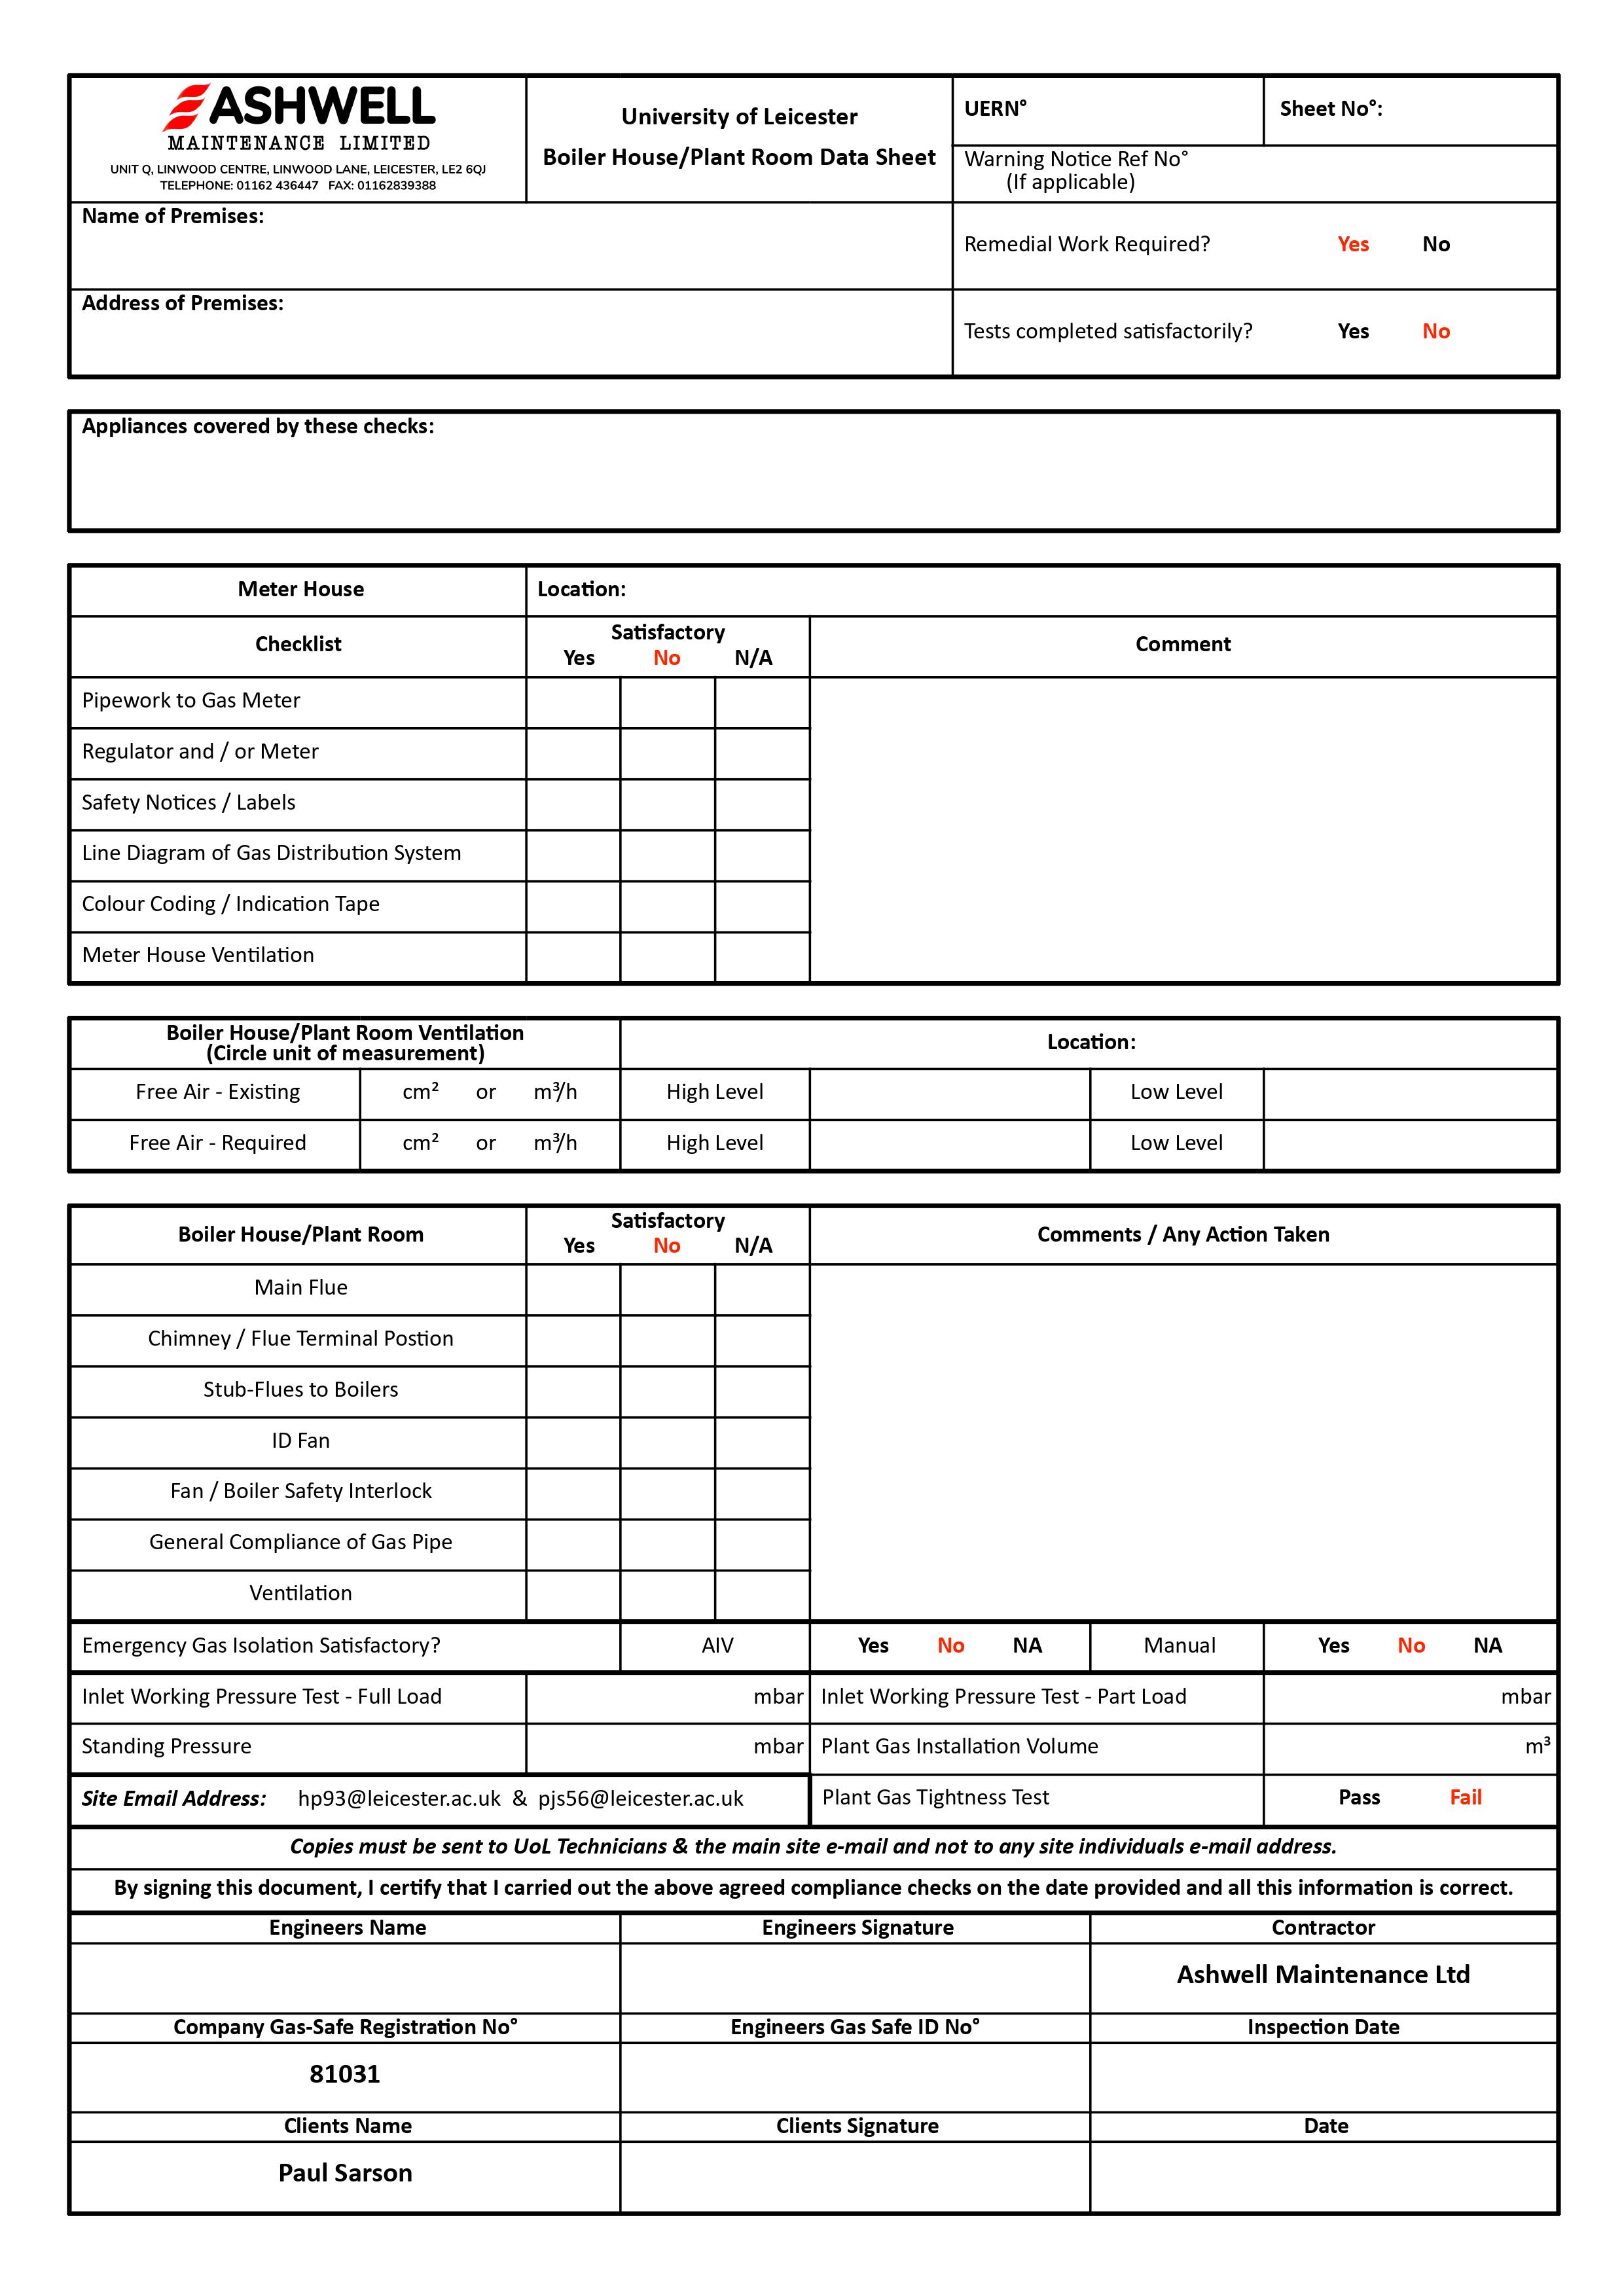 ASHWELL
MAINTENANCE LIMITED
UNIT Q, LINWOOD CENTRE, LINWOOD LANE, LEICESTER, LE2 6QJ
TELEPHONE: 01162 436447 FAX: 01162839388
University of Leicester
Boiler House/Plant Room Data Sheet
UERN°
Sheet No°:
Warning Notice Ref No°
(If applicable)
Name of Premises:
Remedial Work Required? Yes No
Address of Premises:
Tests completed satisfactorily? Yes No
Appliances covered by these checks:
Meter House Location:
Checklist
Satisfactory
Yes No N/A
Comment
Pipework to Gas Meter
Regulator and / or Meter
Safety Notices / Labels
Line Diagram of Gas Distribution System
Colour Coding / Indication Tape
Meter House Ventilation
Boiler House/Plant Room Ventilation
(Circle unit of measurement)
Location:
Free Air - Existing cm² or m³/h High Level Low Level
Free Air - Required cm² or m³/h High Level Low Level
Boiler House/Plant Room
Satisfactory
Yes No N/A
Comments / Any Action Taken
Main Flue
Chimney / Flue Terminal Postion
Stub-Flues to Boilers
ID Fan
Fan / Boiler Safety Interlock
General Compliance of Gas Pipe
Ventilation
Emergency Gas Isolation Satisfactory? AIV Yes No NA Manual Yes No NA
Inlet Working Pressure Test - Full Load mbar Inlet Working Pressure Test - Part Load mbar
Standing Pressure mbar Plant Gas Installation Volume m³
Site Email Address: hp93@leicester.ac.uk & pjs56@leicester.ac.uk Plant Gas Tightness Test Pass Fail
Copies must be sent to UoL Technicians & the main site e-mail and not to any site individuals e-mail address.
By signing this document, I certify that I carried out the above agreed compliance checks on the date provided and all this information is correct.
Engineers Name Engineers Signature Contractor
Ashwell Maintenance Ltd
Company Gas-Safe Registration No° Engineers Gas Safe ID No° Inspection Date
81031
Clients Name Clients Signature Date
Paul Sarson